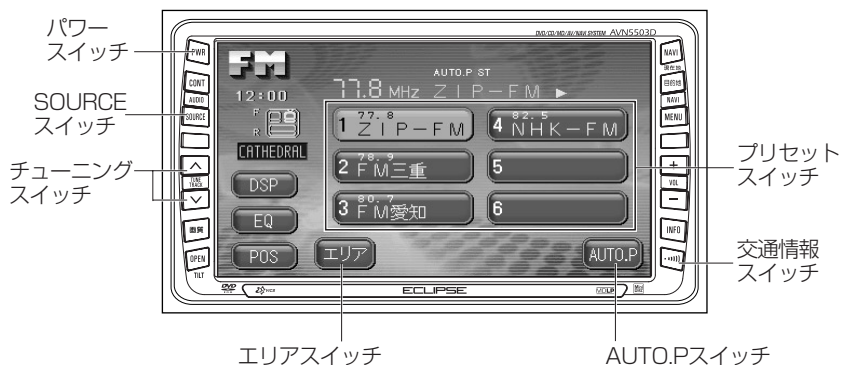 パワー
スイッチ
SOURCE
スイッチ
チューニング
スイッチ
DVD/CD/MD/AV/NAVI SYSTEM AVN5503D
PWR
CONT
AUDIO
SOURCE
TUNE
TRACK
画質
OPEN
TILT
FM
12:00
F
R
CATHEDRAL
DSP
EQ
POS
AUTO.P ST
77.8 MHz ZIP-FM ▶
1 77.8 ZIP-FM
2 78.9 FM三重
3 80.7 FM愛知
4 82.5 NHK-FM
5
6
エリア
AUTO.P
NAVI
現在地
目的地
NAVI
MENU
+
VOL
-
INFO
DVD
ECLIPSE
MDLP
プリセット
スイッチ
交通情報
スイッチ
エリアスイッチ
AUTO.Pスイッチ